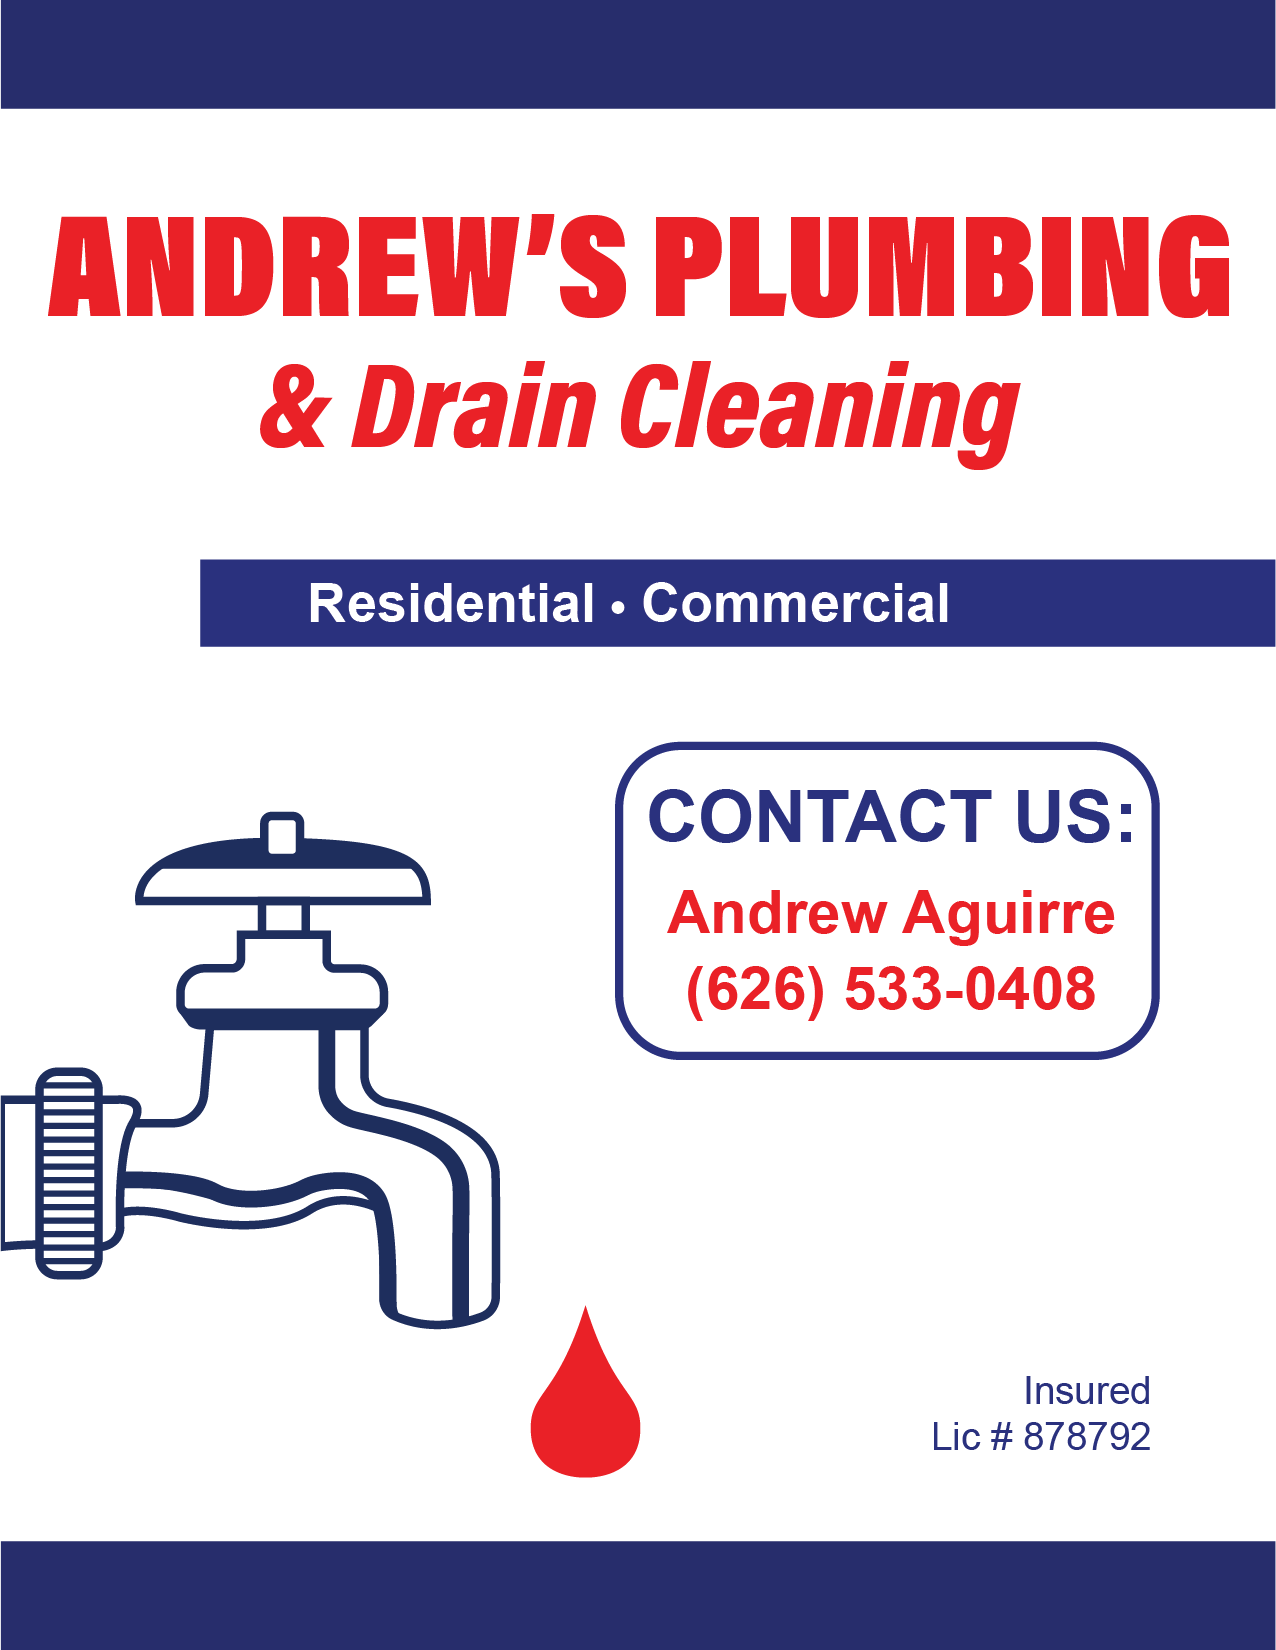 ANDREW’S PLUMBING
& Drain Cleaning
Residential • Commercial
CONTACT US:
Andrew Aguirre
(626) 533-0408
Insured
Lic # 878792